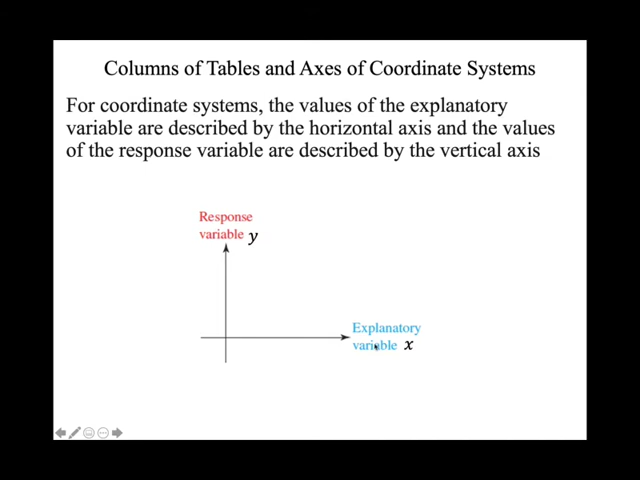 Columns of Tables and Axes of Coordinate Systems
For coordinate systems, the values of the explanatory
variable are described by the horizontal axis and the values
of the response variable are described by the vertical axis
Response
variable y
Explanatory
variable x